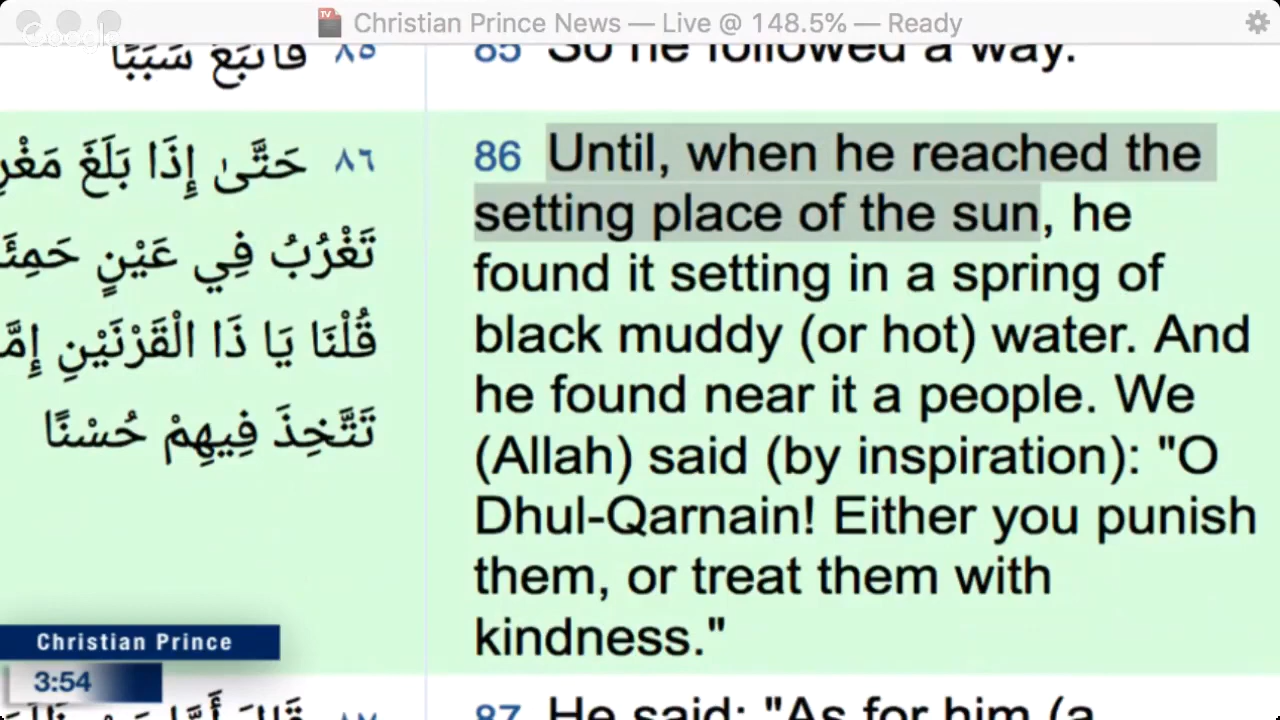 Google
Christian Prince News — Live @ 148.5% — Ready
٨٥ فَأَتْبَعَ سَبَبًا
85 So he followed a way.
٨٦ حَتَّىٰ إِذَا بَلَغَ
تَغْرُبُ فِي عَيْنٍ
قُلْنَا يَا ذَا الْقَرْنَيْنِ
تَتَّخِذَ فِيهِمْ حُسْنًا
86 Until, when he reached the
setting place of the sun, he
found it setting in a spring of
black muddy (or hot) water. And
he found near it a people. We
(Allah) said (by inspiration): "O
Dhul-Qarnain! Either you punish
them, or treat them with
kindness."
87 He said: "As for him (a
Christian Prince
3:54